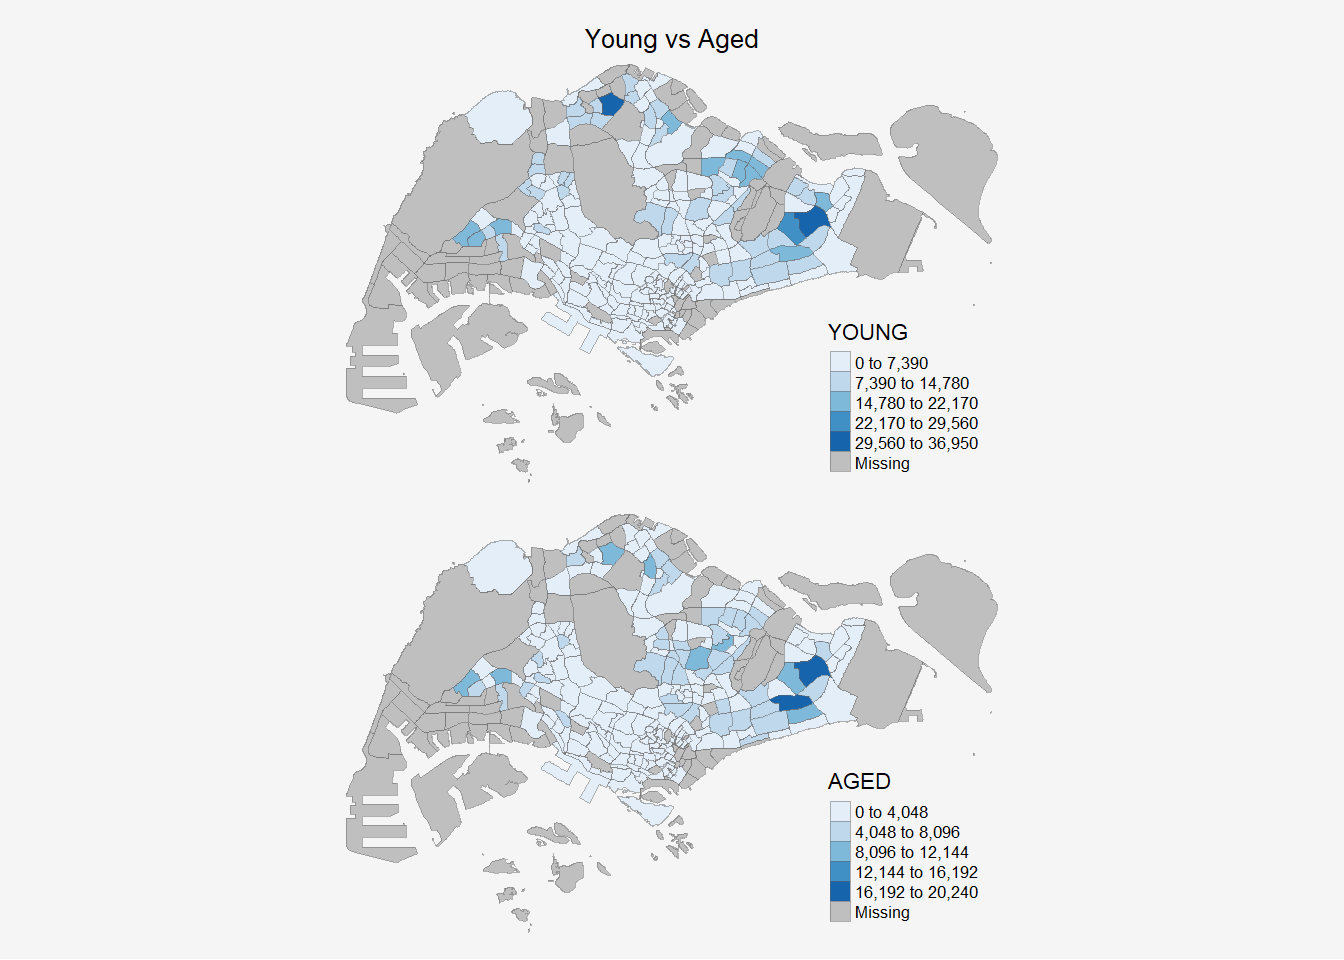 Young vs Aged
YOUNG
0 to 7,390
7,390 to 14,780
14,780 to 22,170
22,170 to 29,560
29,560 to 36,950
Missing
AGED
0 to 4,048
4,048 to 8,096
8,096 to 12,144
12,144 to 16,192
16,192 to 20,240
Missing